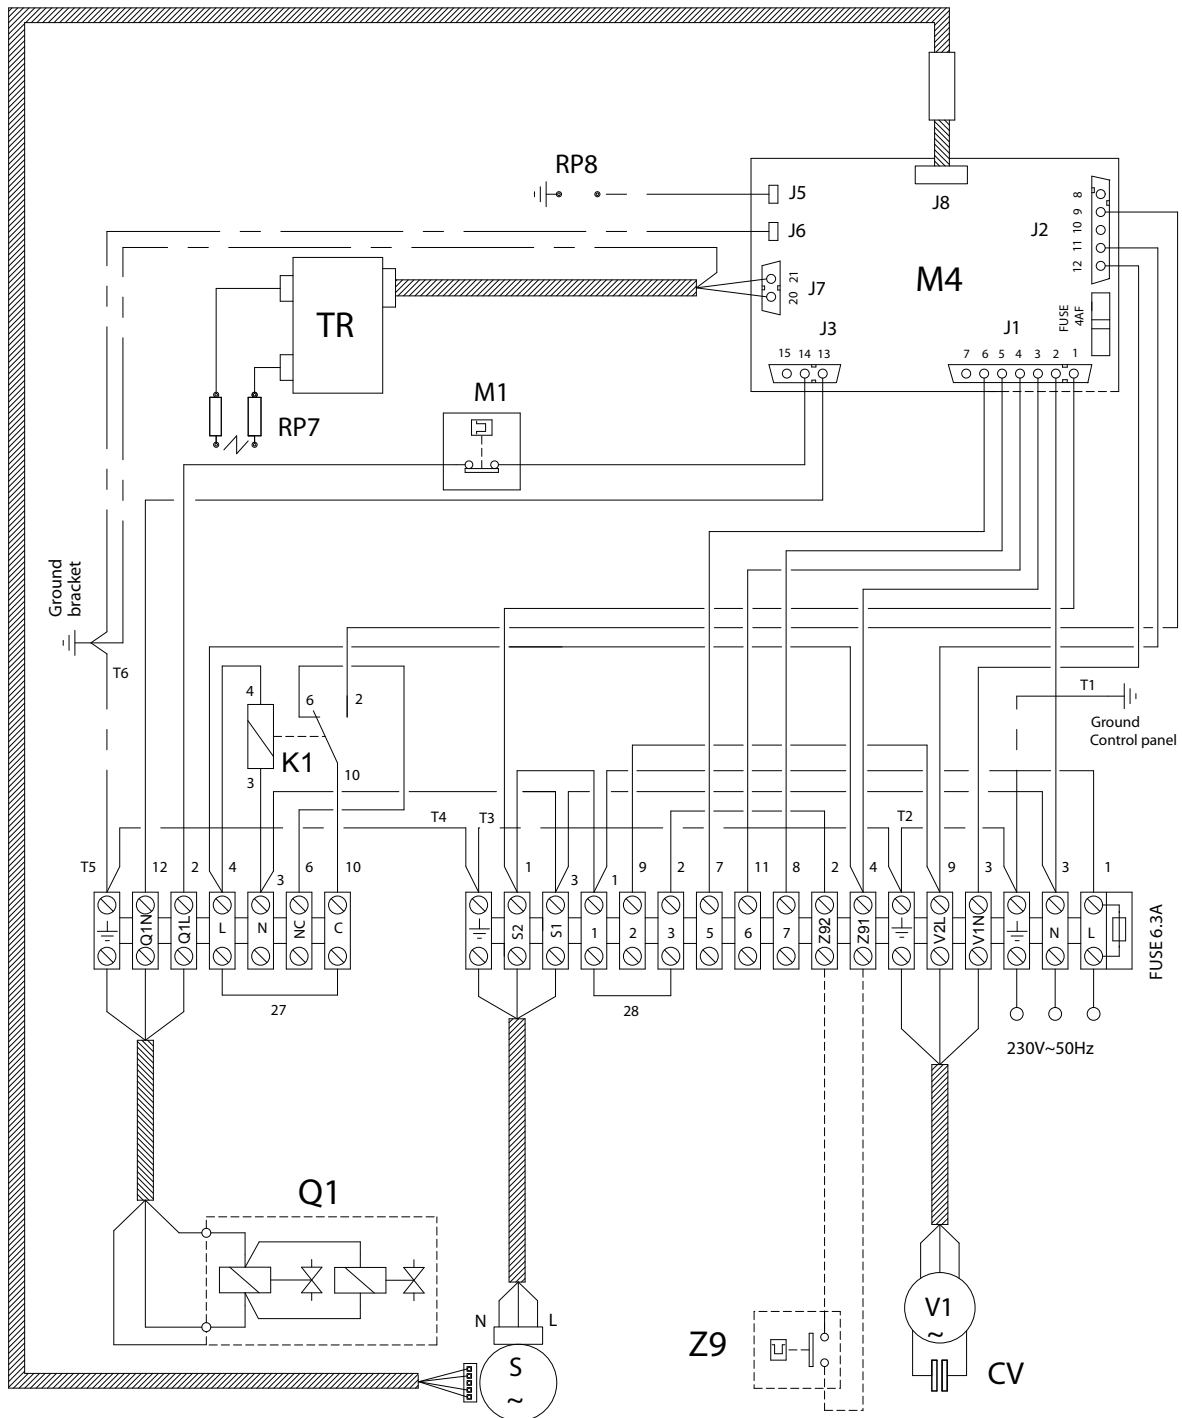 RP8
J5
J8
J6
J2
8
9
10
11
12
M4
TR
21
20
J7
FUSE
4AF
J3
J1
15 14 13
7 6 5 4 3 2 1
M1
RP7
Ground
bracket
T6
T1
Ground
Control panel
4
6
2
K1
3
10
T4
T3
T2
T5
12
2
4
3
6
10
1
3
1
9
2
7
11
8
2
4
9
3
3
1
Q1N
Q1L
L
N
NC
C
S2
S1
1
2
3
5
6
7
Z92
Z91
V2L
V1N
N
L
FUSE 6.3A
27
28
230V~50Hz
Q1
N
L
S
~
Z9
V1
~
CV